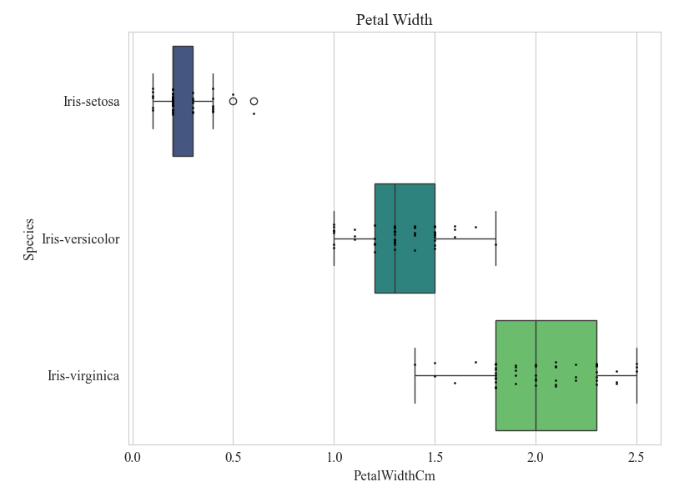 Petal Width
Iris-setosa
Iris-versicolor
Iris-virginica
Species
0.0 0.5 1.0 1.5 2.0 2.5
PetalWidthCm